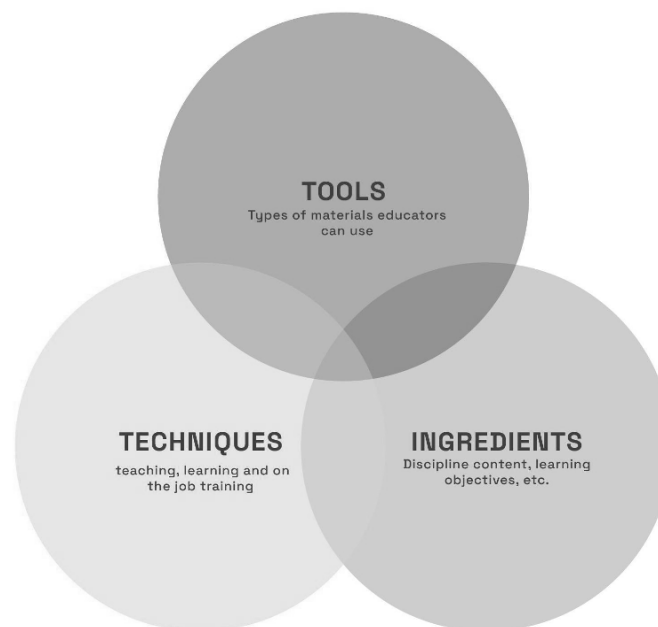 TOOLS
Types of materials educators
can use
TECHNIQUES
teaching, learning and on
the job training
INGREDIENTS
Discipline content, learning
objectives, etc.